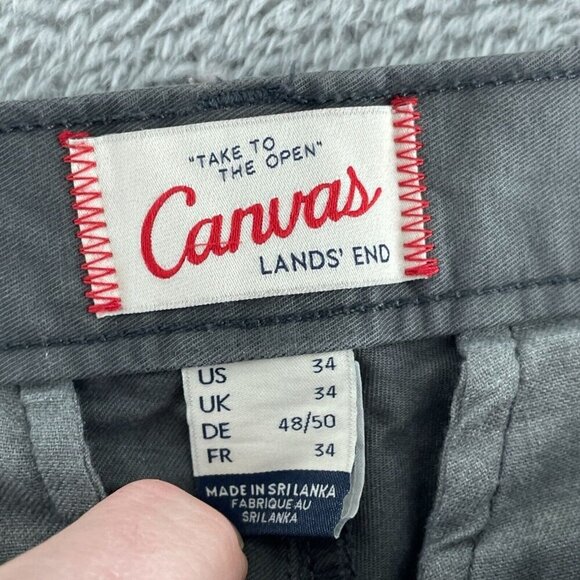 "TAKE TO
THE OPEN"
Canvas
LANDS' END
US 34
UK 34
DE 48/50
FR 34
MADE IN SRI LANKA
FABRIQUE AU
SRI LANKA